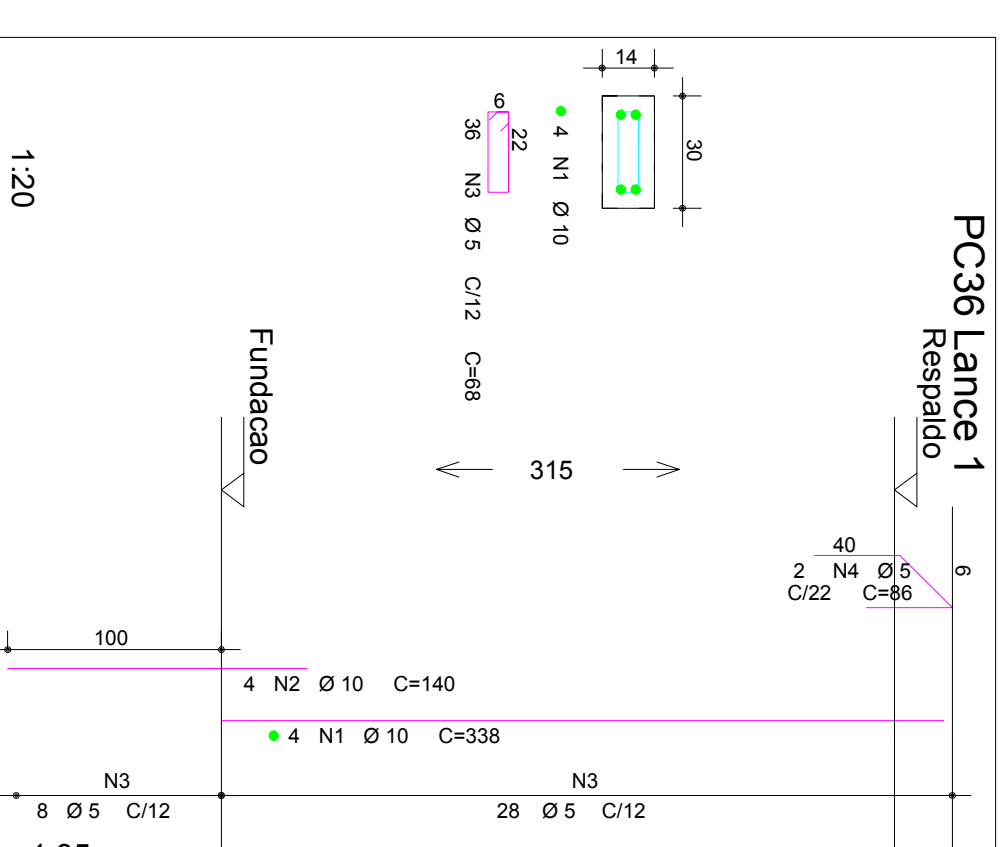 PC36 Lance 1
Respaldo
14
30
4 N1 Ø 10
6
22
36 N3 Ø 5 C/12 C=68
1:20
Fundacao
315
40
6
2 N4 Ø 5
C/22 C=86
100
4 N2 Ø 10 C=140
4 N1 Ø 10 C=338
N3
8 Ø 5 C/12
N3
28 Ø 5 C/12